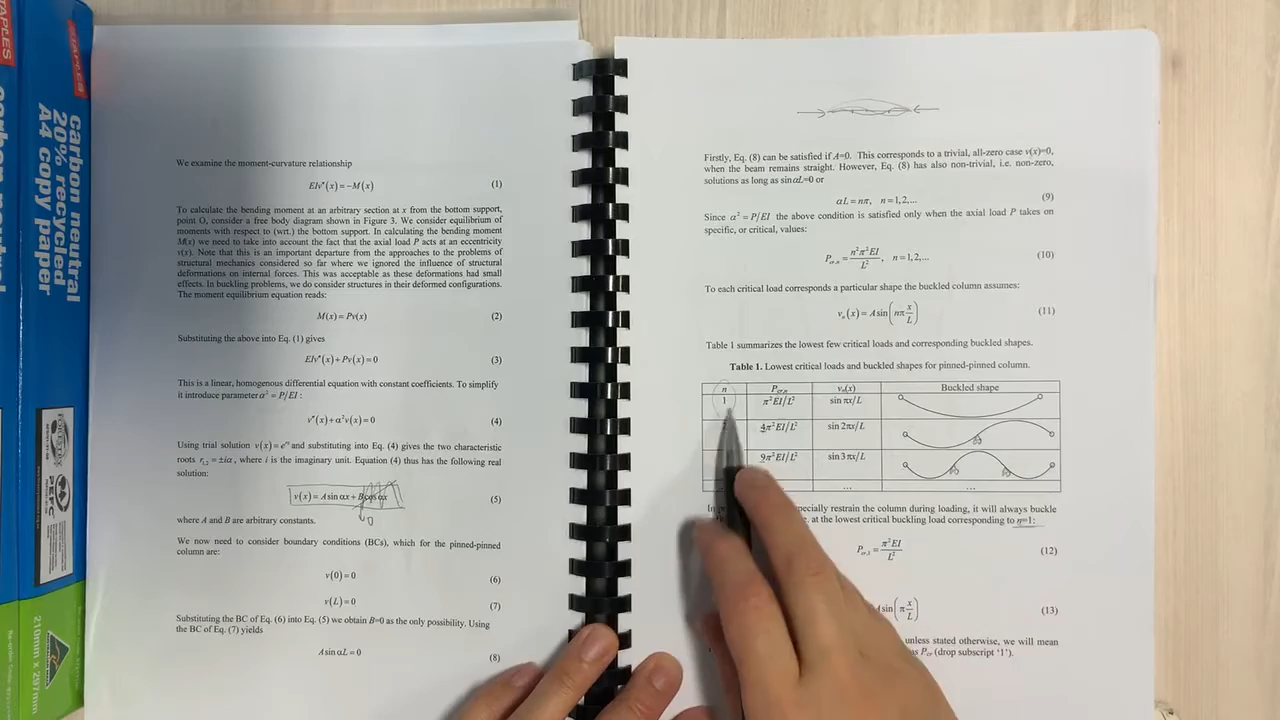 STAPLES
STAPLES
carbon neutral
20% recycled
A4 copy paper
210mm x 297mm
We examine the moment-curvature relationship
EIv″(x) = −M(x) (1)
To calculate the bending moment at an arbitrary section at x from the bottom support,
point O, consider a free body diagram shown in Figure 3. We consider equilibrium of
moments with respect to (wrt.) the bottom support. In calculating the bending moment
M(x) we need to take into account the fact that the axial load P acts at an eccentricity
v(x). Note that this is an important departure from the approaches to the problems of
structural mechanics considered so far where we ignored the influence of structural
deformations on internal forces. This was acceptable as these deformations had small
effects. In buckling problems, we do consider structures in their deformed configurations.
The moment equilibrium equation reads:
M(x) = Pv(x) (2)
Substituting the above into Eq. (1) gives
EIv″(x) + Pv(x) = 0 (3)
This is a linear, homogenous differential equation with constant coefficients. To simplify
it introduce parameter α² = P/EI :
v″(x) + α²v(x) = 0 (4)
Using trial solution v(x) = eʳˣ and substituting into Eq. (4) gives the two characteristic
roots r₁,₂ = ±iα, where i is the imaginary unit. Equation (4) thus has the following real
solution:
v(x) = A sin αx + B cos αx (5)
0
where A and B are arbitrary constants.
We now need to consider boundary conditions (BCs), which for the pinned-pinned
column are:
v(0) = 0 (6)
v(L) = 0 (7)
Substituting the BC of Eq. (6) into Eq. (5) we obtain B=0 as the only possibility. Using
the BC of Eq. (7) yields
A sin αL = 0 (8)
Firstly, Eq. (8) can be satisfied if A=0. This corresponds to a trivial, all-zero case v(x)=0,
when the beam remains straight. However, Eq. (8) has also non-trivial, i.e. non-zero,
solutions as long as sin αL=0 or
αL = nπ, n = 1,2,... (9)
Since α² = P/EI the above condition is satisfied only when the axial load P takes on
specific, or critical, values:
P_cr,n = n²π²EI/L², n = 1,2,... (10)
To each critical load corresponds a particular shape the buckled column assumes:
vₙ(x) = A sin(nπ x/L) (11)
Table 1 summarizes the lowest few critical loads and corresponding buckled shapes.
Table 1. Lowest critical loads and buckled shapes for pinned-pinned column.
n P_cr,n vₙ(x) Buckled shape
1 π²EI/L² sin πx/L
4π²EI/L² sin 2πx/L
9π²EI/L² sin 3πx/L
... ...
specially restrain the column during loading, it will always buckle
at the lowest critical buckling load corresponding to n=1:
P_cr,1 = π²EI/L² (12)
sin(π x/L) (13)
unless stated otherwise, we will mean
as P_cr (drop subscript '1').